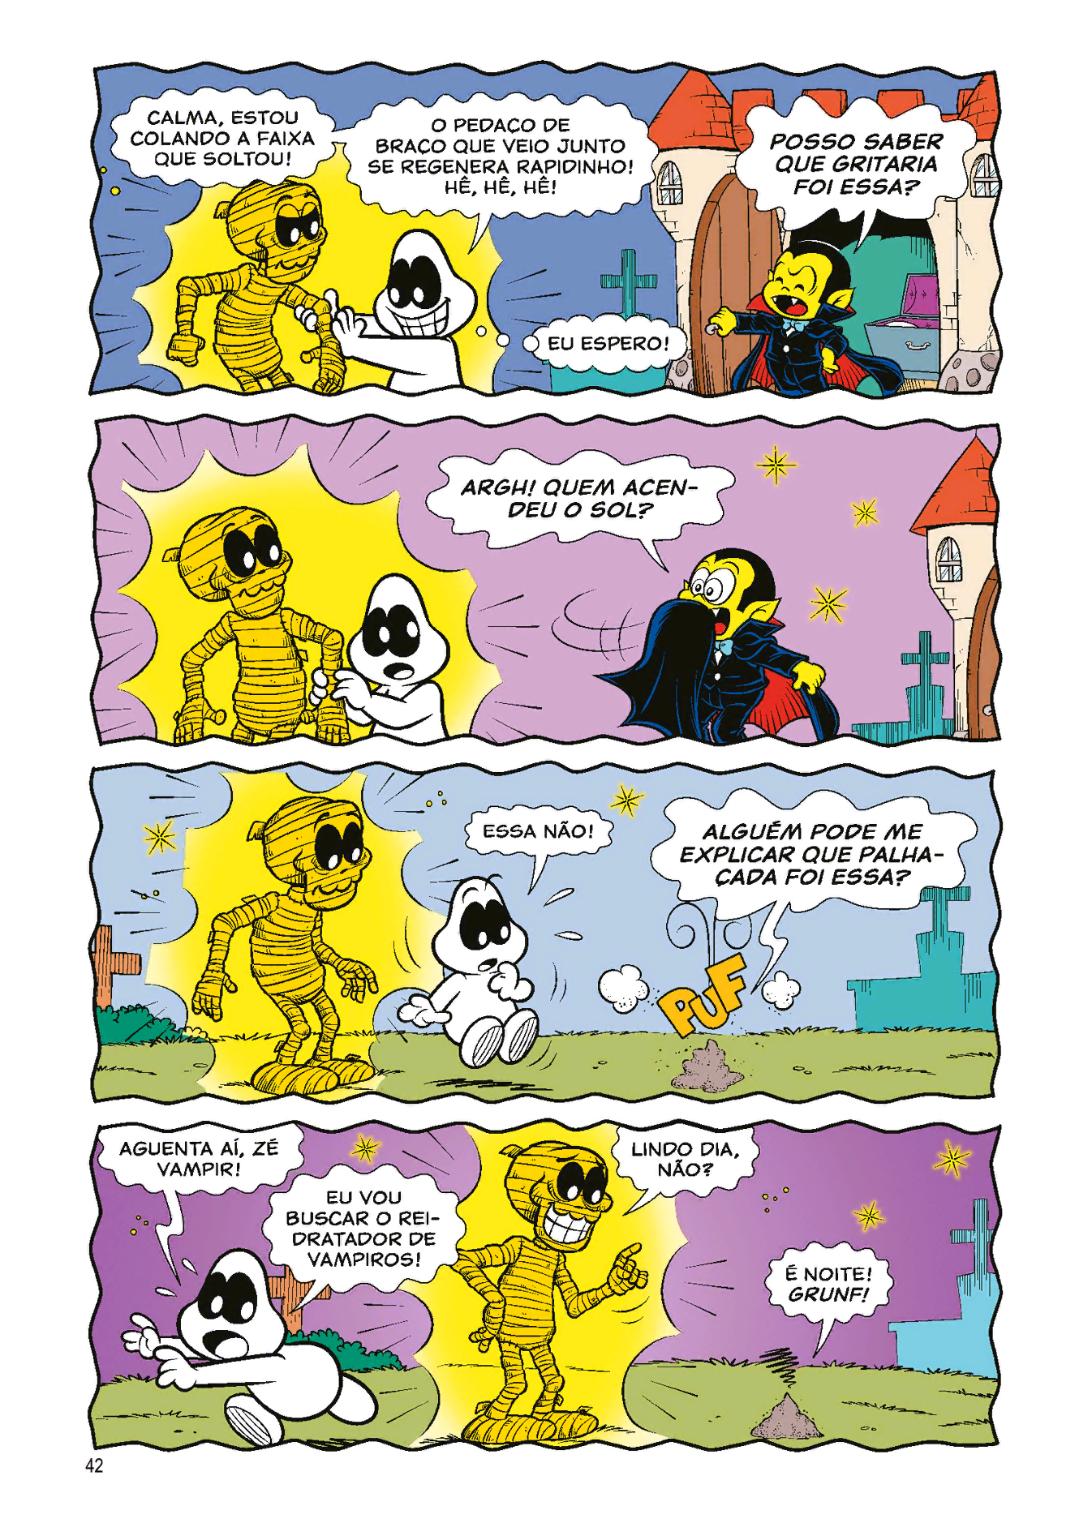 CALMA, ESTOU
COLANDO A FAIXA
QUE SOLTOU!
O PEDAÇO DE
BRAÇO QUE VEIO JUNTO
SE REGENERA RAPIDINHO!
HÊ, HÊ, HÊ!
EU ESPERO!
POSSO SABER
QUE GRITARIA
FOI ESSA?
ARGH! QUEM ACEN-
DEU O SOL?
ESSA NÃO!
ALGUÉM PODE ME
EXPLICAR QUE PALHA-
ÇADA FOI ESSA?
PUF
AGUENTA AÍ, ZÉ
VAMPIR!
EU VOU
BUSCAR O REI-
DRATADOR DE
VAMPIROS!
LINDO DIA,
NÃO?
É NOITE!
GRUNF!
42